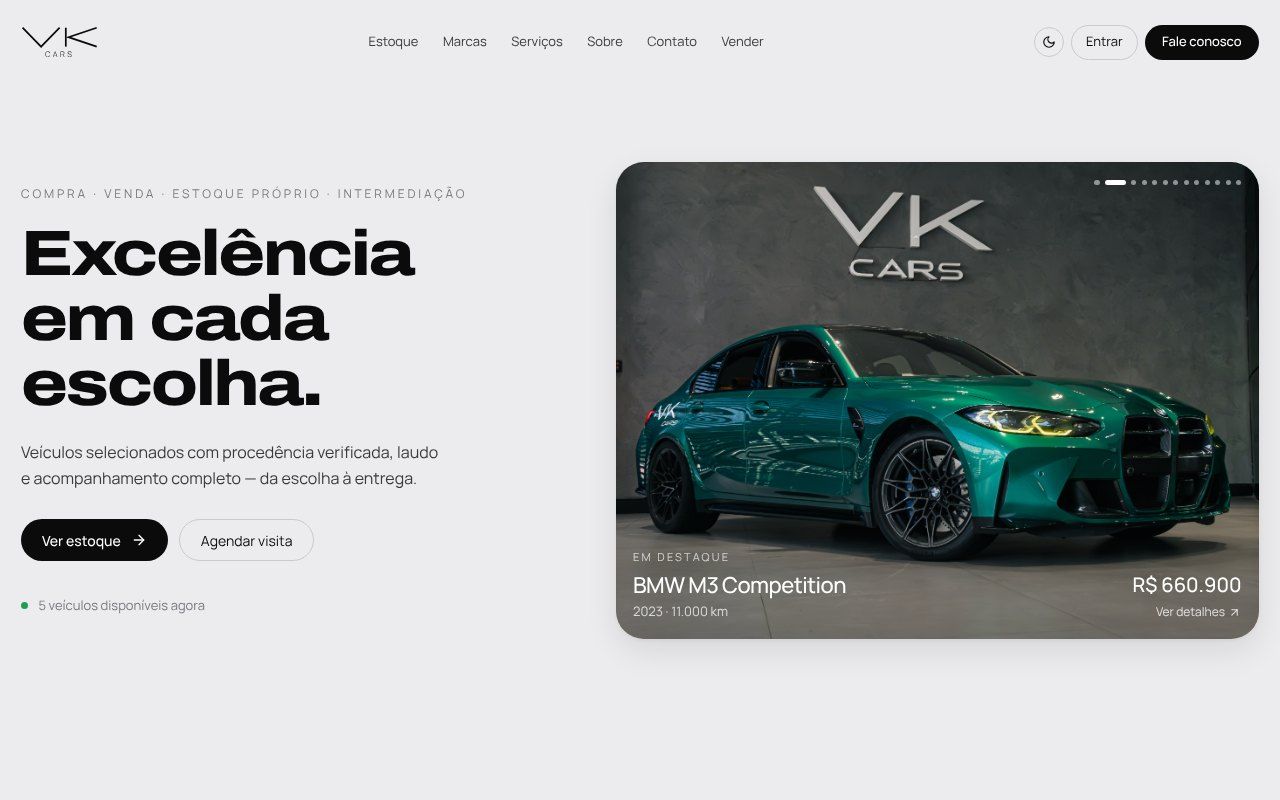 VK
CARS
Estoque
Marcas
Serviços
Sobre
Contato
Vender
Entrar
Fale conosco
COMPRA · VENDA · ESTOQUE PRÓPRIO · INTERMEDIAÇÃO
Excelência
em cada
escolha.
Veículos selecionados com procedência verificada, laudo
e acompanhamento completo — da escolha à entrega.
Ver estoque
Agendar visita
5 veículos disponíveis agora
VK
CARS
VK
CARS
EM DESTAQUE
BMW M3 Competition
R$ 660.900
2023 · 11.000 km
Ver detalhes